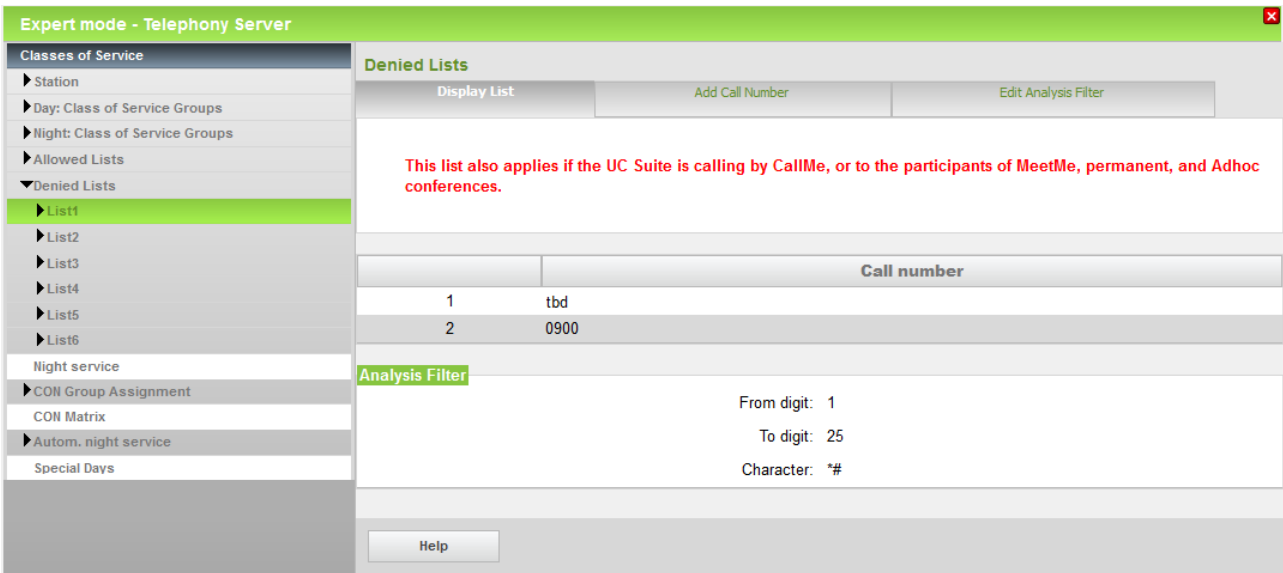 Expert mode - Telephony Server
Classes of Service
Station
Day: Class of Service Groups
Night: Class of Service Groups
Allowed Lists
Denied Lists
List1
List2
List3
List4
List5
List6
Night service
CON Group Assignment
CON Matrix
Autom. night service
Special Days
Denied Lists
Display List Add Call Number Edit Analysis Filter
This list also applies if the UC Suite is calling by CallMe, or to the participants of MeetMe, permanent, and Adhoc
conferences.
Call number
1 tbd
2 0900
Analysis Filter
From digit: 1
To digit: 25
Character: *#
Help